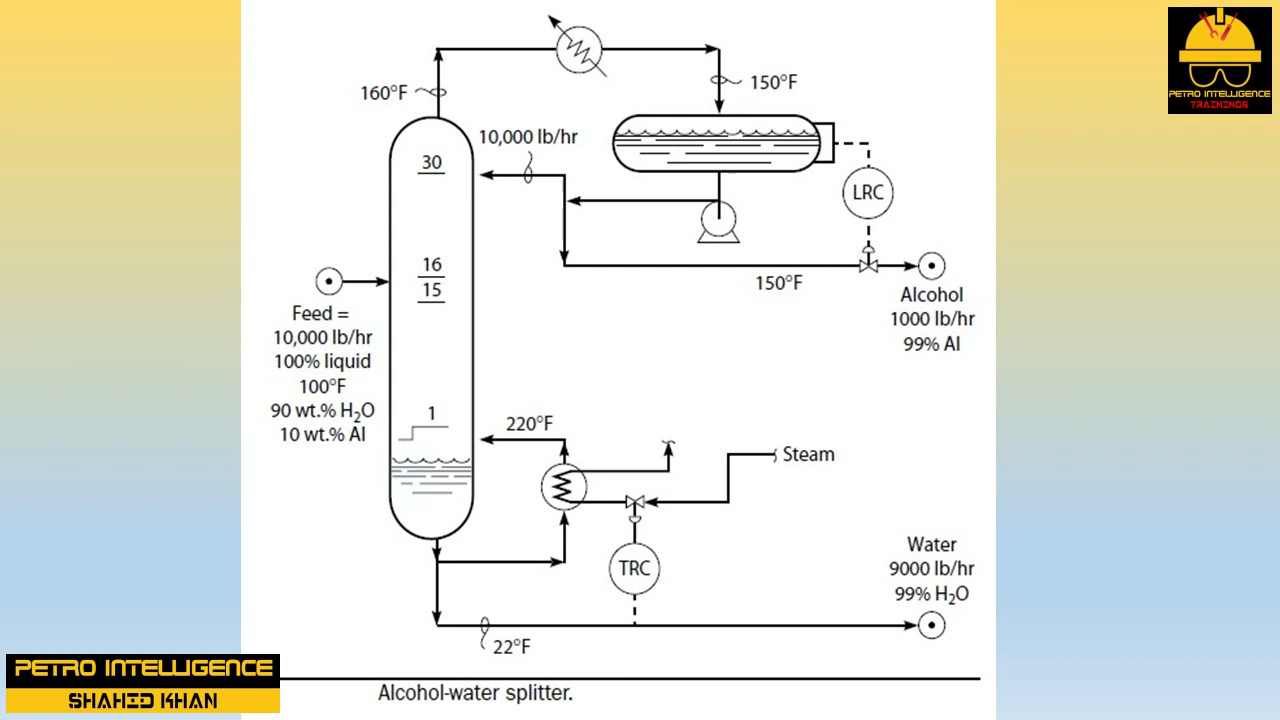 PETRO INTELLIGENCE
TRAININGS
160°F
150°F
10,000 lb/hr
30
LRC
16
15
150°F
Alcohol
1000 lb/hr
99% Al
Feed =
10,000 lb/hr
100% liquid
100°F
90 wt.% H₂O
10 wt.% Al
1
220°F
Steam
TRC
Water
9000 lb/hr
99% H₂O
22°F
PETRO INTELLIGENCE
SHAHID KHAN
Alcohol-water splitter.